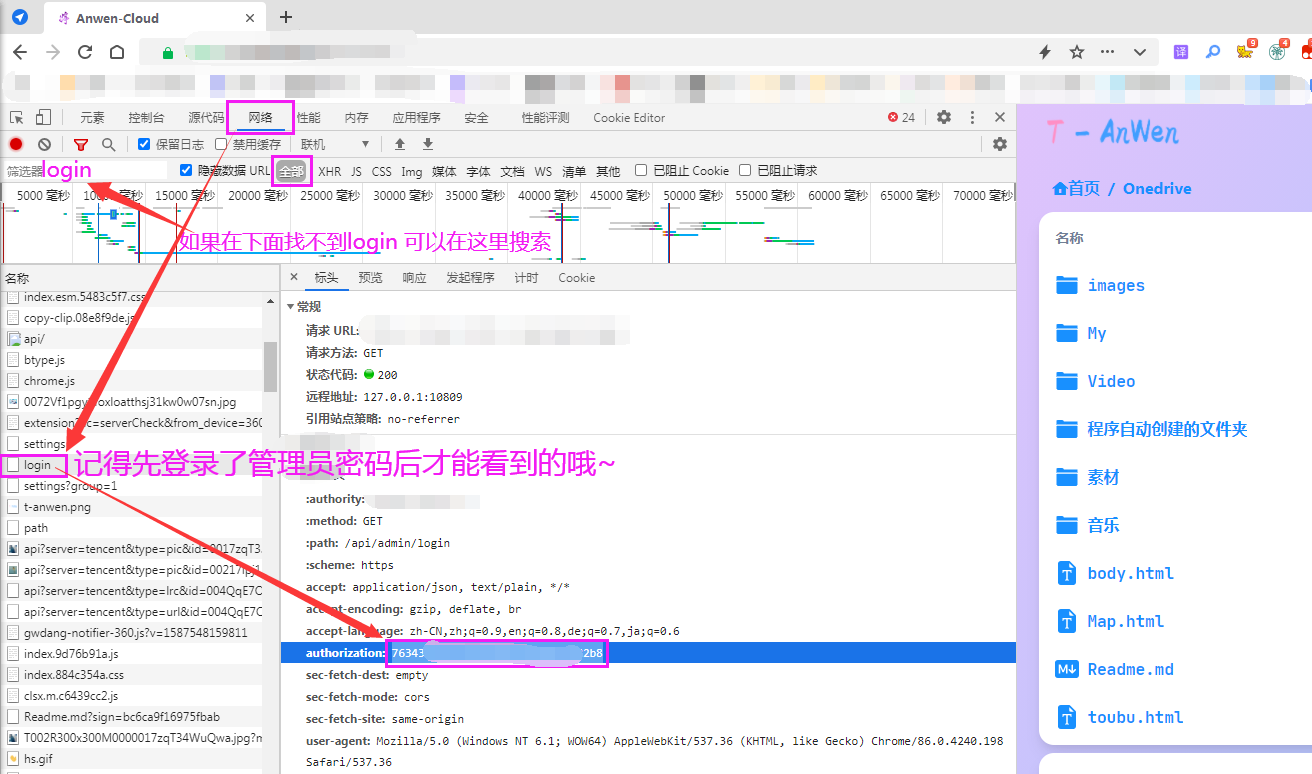 Anwen-Cloud
译
9
4
元素 控制台 源代码 网络 性能 内存 应用程序 安全 性能评测 Cookie Editor 24
保留日志 禁用缓存 联机
筛选器 login 隐藏数据 URL 全部 XHR JS CSS Img 媒体 字体 文档 WS 清单 其他 已阻止 Cookie 已阻止请求
5000 毫秒 10000 毫秒 15000 毫秒 20000 毫秒 25000 毫秒 30000 毫秒 35000 毫秒 40000 毫秒 45000 毫秒 50000 毫秒 55000 毫秒 60000 毫秒 65000 毫秒 70000 毫秒
如果在下面找不到login 可以在这里搜索
名称
index.esm.5483c5f7.css
copy-clip.08e8f9de.js
api/
btype.js
chrome.js
extension?c=serverCheck&from_device=360
settings
login
记得先登录了管理员密码后才能看到的哦~
settings?group=1
t-anwen.png
path
api?server=tencent&type=pic&id=0017zqT3
api?server=tencent&type=pic&id=00217lpj1
api?server=tencent&type=lrc&id=004QqE7C
api?server=tencent&type=url&id=004QqE7C
gwdang-notifier-360.js?v=1587548159811
index.9d76b91a.js
index.884c354a.css
clsx.m.c6439cc2.js
Readme.md?sign=bc6ca9f16975fbab
T002R300x300M0000017zqT34WuQwa.jpg?m
hs.gif
标头 预览 响应 发起程序 计时 Cookie
常规
请求 URL:
请求方法: GET
状态代码: 200
远程地址: 127.0.0.1:10809
引用站点策略: no-referrer
:authority:
:method: GET
:path: /api/admin/login
:scheme: https
accept: application/json, text/plain, */*
accept-encoding: gzip, deflate, br
accept-language: zh-CN,zh;q=0.9,en;q=0.8,de;q=0.7,ja;q=0.6
authorization: 76343 2b8
sec-fetch-dest: empty
sec-fetch-mode: cors
sec-fetch-site: same-origin
user-agent: Mozilla/5.0 (Windows NT 6.1; WOW64) AppleWebKit/537.36 (KHTML, like Gecko) Chrome/86.0.4240.198
Safari/537.36
T - AnWen
首页 / Onedrive
名称
images
My
Video
程序自动创建的文件夹
素材
音乐
body.html
Map.html
Readme.md
toubu.html